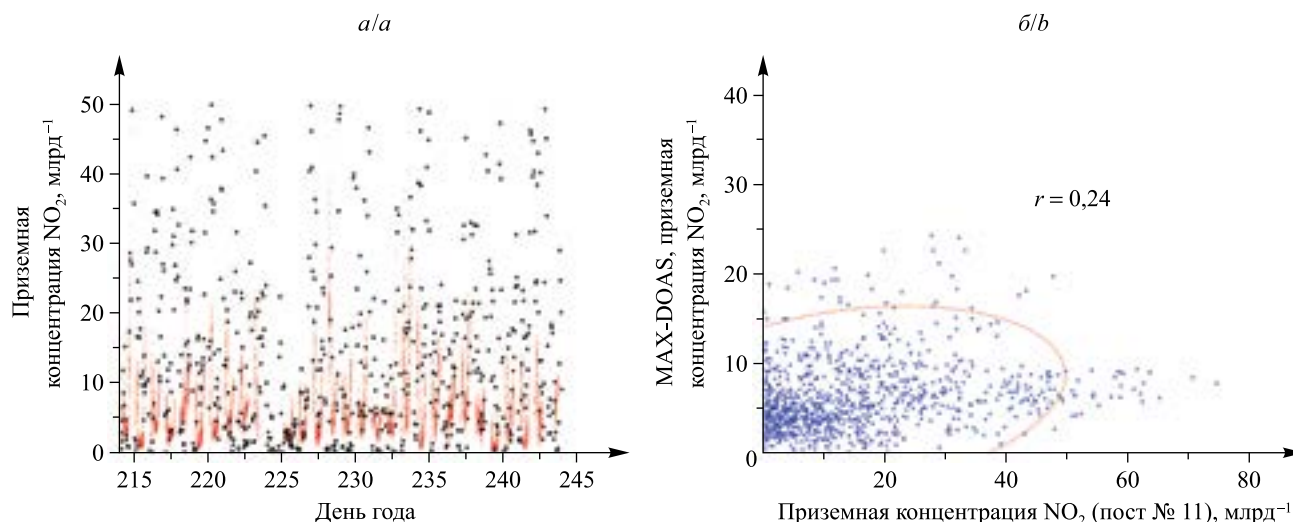 а/a
Приземная
концентрация NO₂, млрд⁻¹
50
40
30
20
10
0
215 220 225 230 235 240 245
День года
б/b
MAX-DOAS, приземная
концентрация NO₂, млрд⁻¹
40
30
20
10
0
r = 0,24
20 40 60 80
Приземная концентрация NO₂ (пост № 11), млрд⁻¹